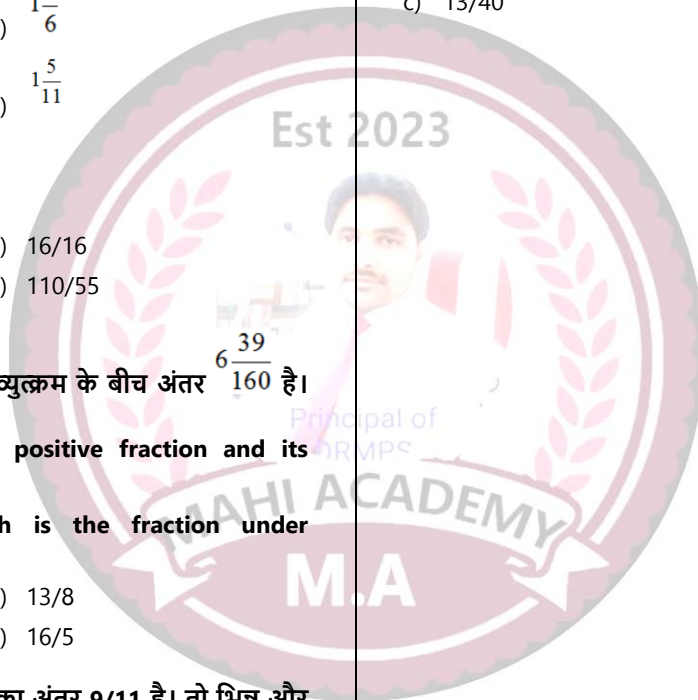 ) 1 /6
c) 13/40
) 1 5/11
Est 2023
) 16/16
) 110/55
व्युत्क्रम के बीच अंतर 6 39/160 है।
Principal of
DRMPS
positive fraction and its
h is the fraction under
MAHI ACADEMY
M.A
) 13/8
) 16/5
का अंतर 9/11 है। तो भिन्न और